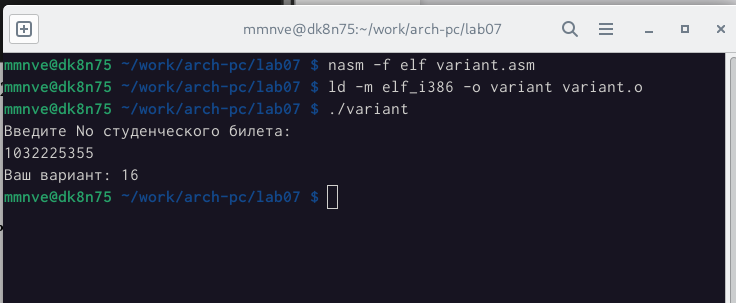 mmnve@dk8n75:~/work/arch-pc/lab07
mmnve@dk8n75 ~/work/arch-pc/lab07 $ nasm -f elf variant.asm
mmnve@dk8n75 ~/work/arch-pc/lab07 $ ld -m elf_i386 -o variant variant.o
mmnve@dk8n75 ~/work/arch-pc/lab07 $ ./variant
Введите No студенческого билета:
1032225355
Ваш вариант: 16
mmnve@dk8n75 ~/work/arch-pc/lab07 $